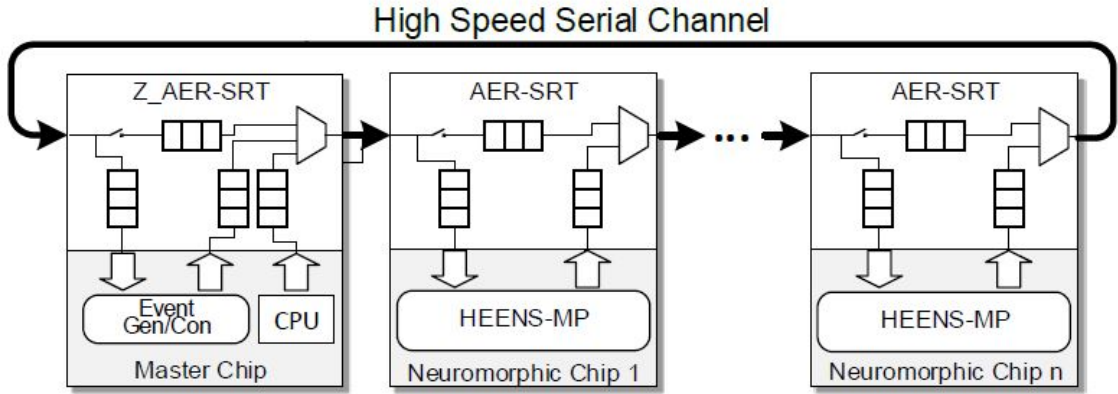 High Speed Serial Channel
Z_AER-SRT
AER-SRT
AER-SRT
...
Event
Gen/Con
CPU
HEENS-MP
HEENS-MP
Master Chip
Neuromorphic Chip 1
Neuromorphic Chip n